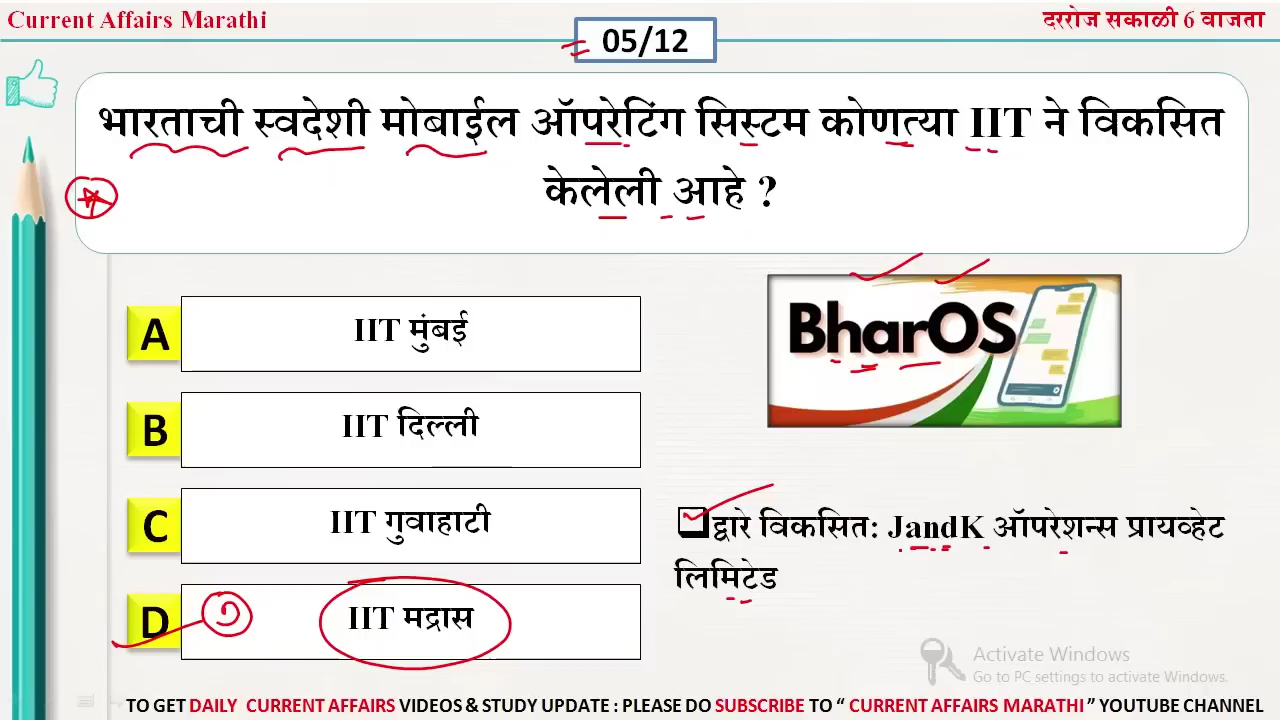 Current Affairs Marathi
दररोज सकाळी 6 वाजता
05/12
भारताची स्वदेशी मोबाईल ऑपरेटिंग सिस्टम कोणत्या IIT ने विकसित
केलेली आहे ?
A IIT मुंबई
B IIT दिल्ली
C IIT गुवाहाटी
D IIT मद्रास
BharOS
द्वारे विकसित: JandK ऑपरेशन्स प्रायव्हेट
लिमिटेड
Activate Windows
Go to PC settings to activate Windows.
TO GET DAILY CURRENT AFFAIRS VIDEOS & STUDY UPDATE : PLEASE DO SUBSCRIBE TO “ CURRENT AFFAIRS MARATHI ” YOUTUBE CHANNEL